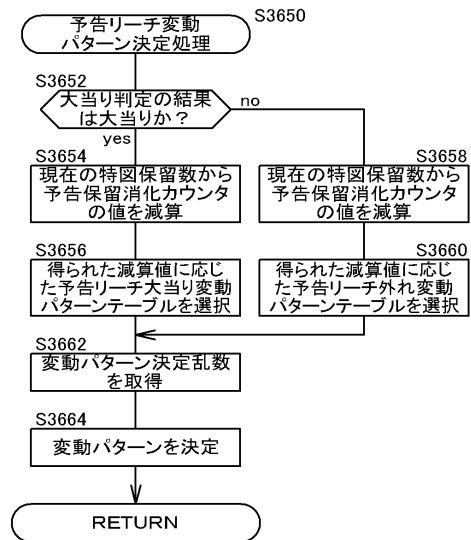 予告リーチ変動
パターン決定処理
S3650
S3652
大当り判定の結果
は大当りか？
no
yes
S3654
現在の特図保留数から
予告保留消化カウンタ
の値を減算
S3658
現在の特図保留数から
予告保留消化カウンタ
の値を減算
S3656
得られた減算値に応じ
た予告リーチ大当り変動
パターンテーブルを選択
S3660
得られた減算値に応じ
た予告リーチ外れ変動
パターンテーブルを選択
S3662
変動パターン決定乱数
を取得
S3664
変動パターンを決定
RETURN